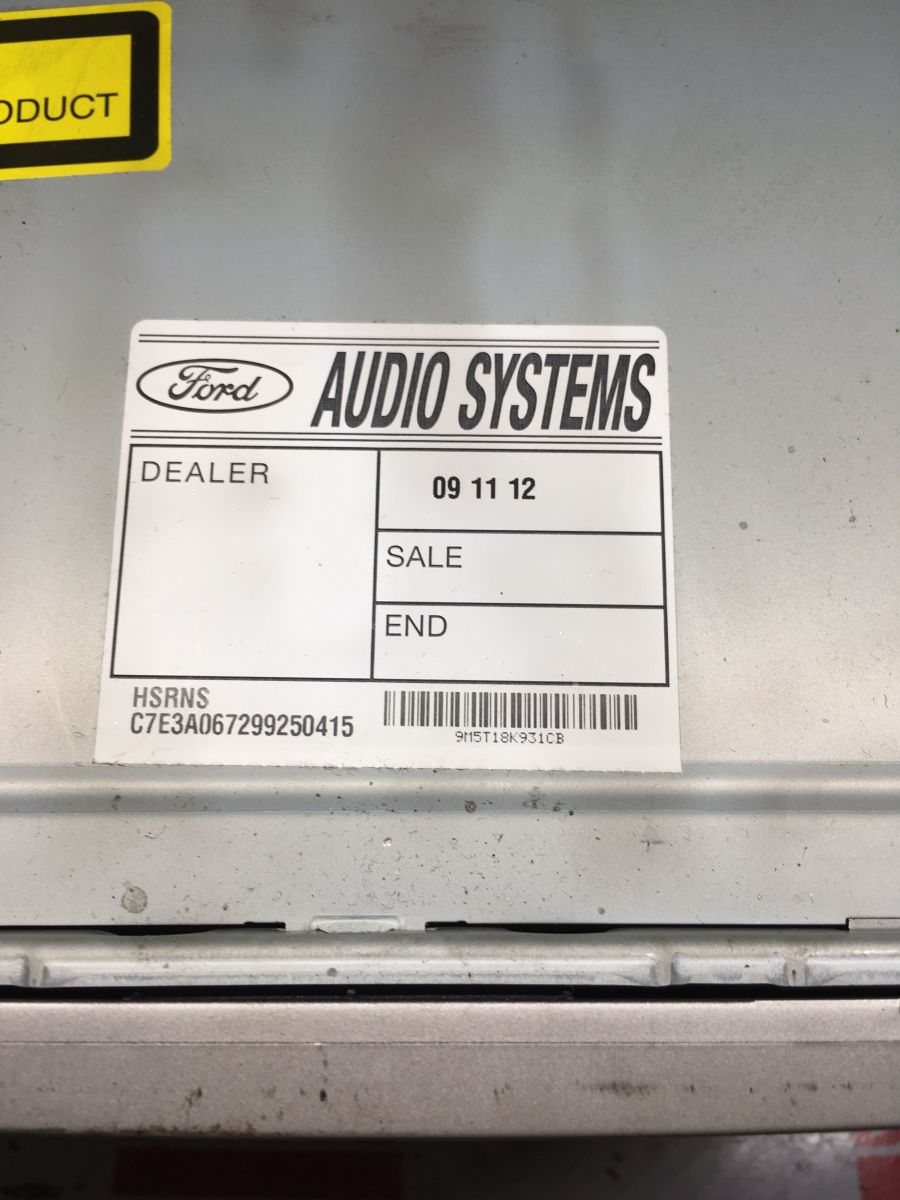 ODUCT
Ford AUDIO SYSTEMS
DEALER
09 11 12
SALE
END
HSRNS
C7E3A067299250415
9M5T18K931CB